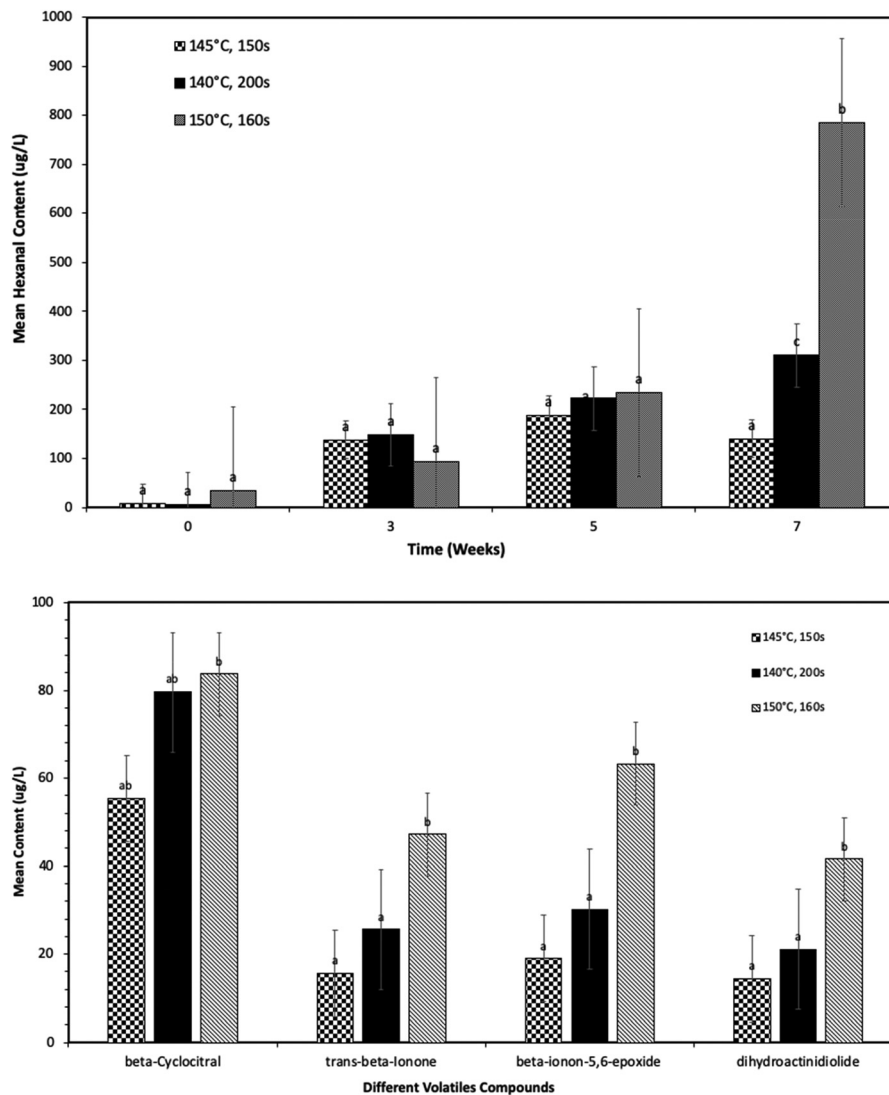 1000
900
800
700
600
500
400
300
200
100
0
Mean Hexanal Content (ug/L)
145°C, 150s
140°C, 200s
150°C, 160s
a a a
a a a
a a a
a c b
0 3 5 7
Time (Weeks)
100
80
60
40
20
0
Mean Content (ug/L)
145°C, 150s
140°C, 200s
150°C, 160s
ab ab b
a a b
a a b
a a b
beta-Cyclocitral trans-beta-Ionone beta-ionon-5,6-epoxide dihydroactinidiolide
Different Volatiles Compounds